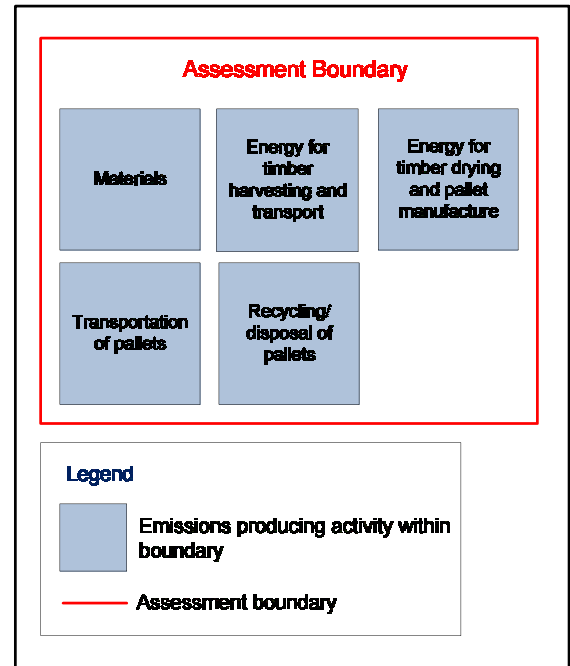 Assessment Boundary
Materials
Energy for
timber
harvesting and
transport
Energy for
timber drying
and pallet
manufacture
Transportation
of pallets
Recycling/
disposal of
pallets
Legend
Emissions producing activity within
boundary
Assessment boundary